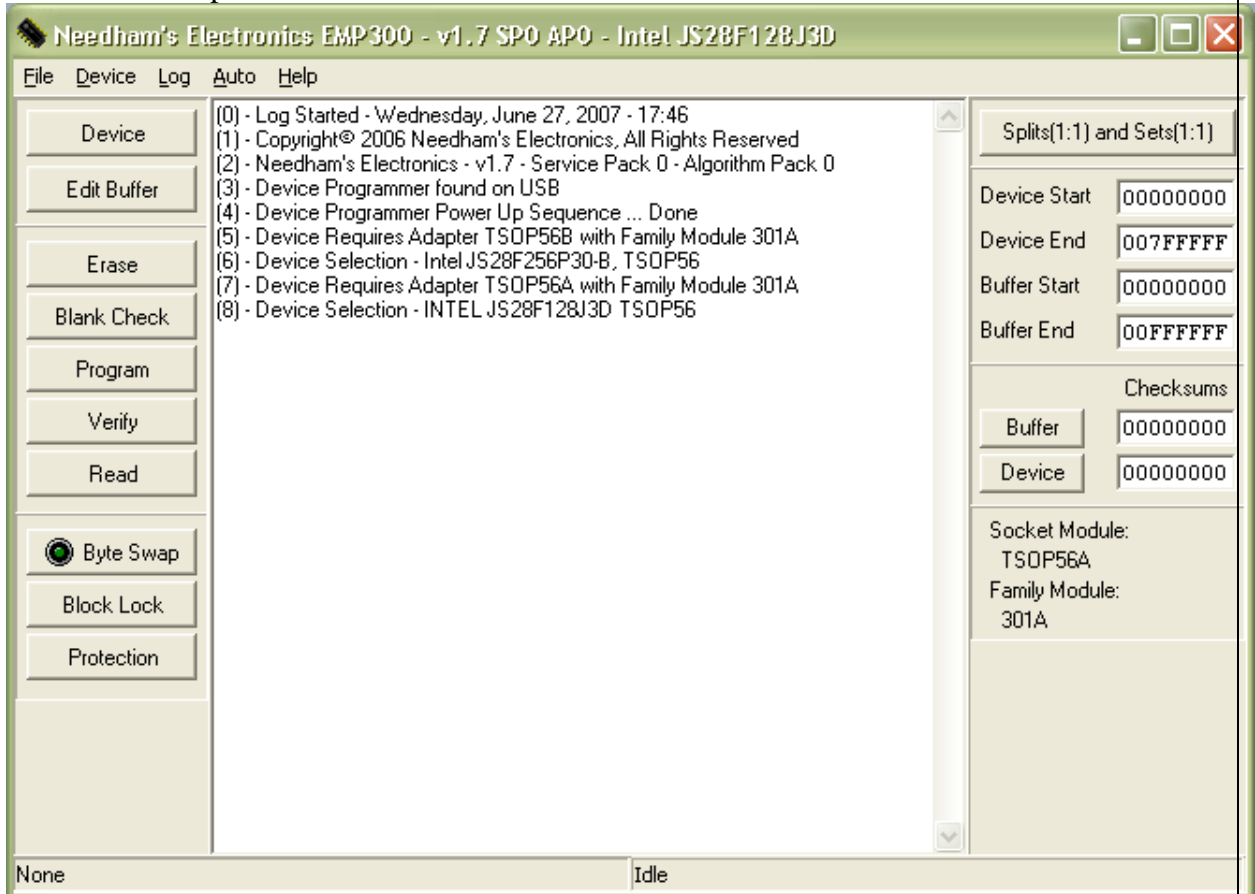 Needham's Electronics EMP300 - v1.7 SP0 AP0 - Intel JS28F128J3D
File Device Log Auto Help
Device
Edit Buffer
Erase
Blank Check
Program
Verify
Read
Byte Swap
Block Lock
Protection
(0) - Log Started - Wednesday, June 27, 2007 - 17:46
(1) - Copyright© 2006 Needham's Electronics, All Rights Reserved
(2) - Needham's Electronics - v1.7 - Service Pack 0 - Algorithm Pack 0
(3) - Device Programmer found on USB
(4) - Device Programmer Power Up Sequence ... Done
(5) - Device Requires Adapter TSOP56B with Family Module 301A
(6) - Device Selection - Intel JS28F256P30-B, TSOP56
(7) - Device Requires Adapter TSOP56A with Family Module 301A
(8) - Device Selection - INTEL JS28F128J3D TSOP56
Splits(1:1) and Sets(1:1)
Device Start 00000000
Device End 007FFFFF
Buffer Start 00000000
Buffer End 00FFFFFF
Checksums
Buffer 00000000
Device 00000000
Socket Module:
TSOP56A
Family Module:
301A
None
Idle